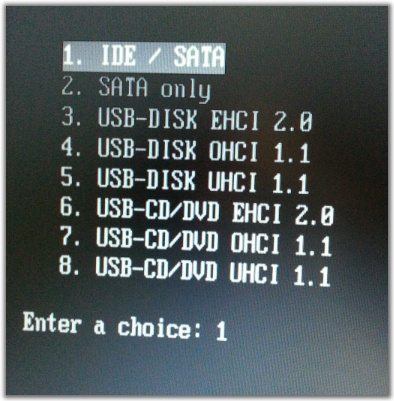 1. IDE / SATA
2. SATA only
3. USB-DISK EHCI 2.0
4. USB-DISK OHCI 1.1
5. USB-DISK UHCI 1.1
6. USB-CD/DVD EHCI 2.0
7. USB-CD/DVD OHCI 1.1
8. USB-CD/DVD UHCI 1.1
Enter a choice: 1